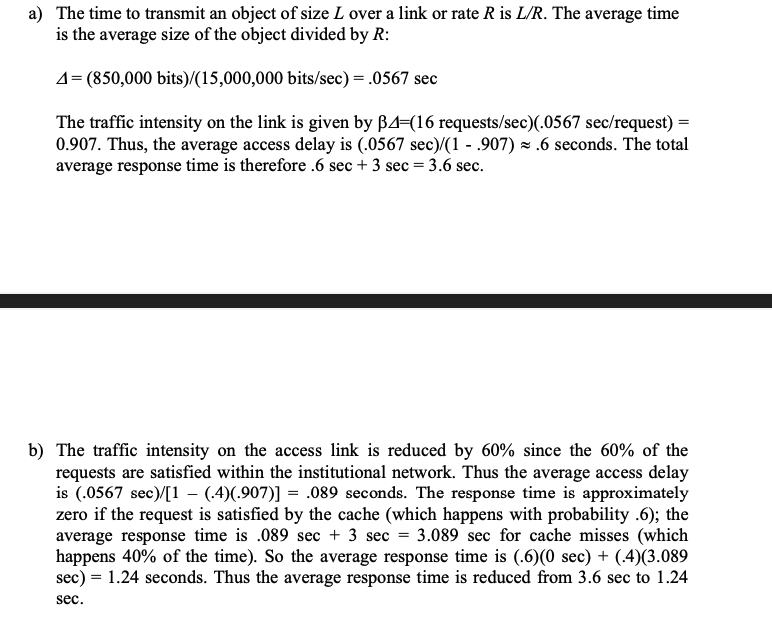 a) The time to transmit an object of size L over a link or rate R is L/R. The average time
is the average size of the object divided by R:
Δ= (850,000 bits)/(15,000,000 bits/sec) = .0567 sec
The traffic intensity on the link is given by βΔ=(16 requests/sec)(.0567 sec/request) =
0.907. Thus, the average access delay is (.0567 sec)/(1 - .907) ≈ .6 seconds. The total
average response time is therefore .6 sec + 3 sec = 3.6 sec.
b) The traffic intensity on the access link is reduced by 60% since the 60% of the
requests are satisfied within the institutional network. Thus the average access delay
is (.0567 sec)/[1 – (.4)(.907)] = .089 seconds. The response time is approximately
zero if the request is satisfied by the cache (which happens with probability .6); the
average response time is .089 sec + 3 sec = 3.089 sec for cache misses (which
happens 40% of the time). So the average response time is (.6)(0 sec) + (.4)(3.089
sec) = 1.24 seconds. Thus the average response time is reduced from 3.6 sec to 1.24
sec.